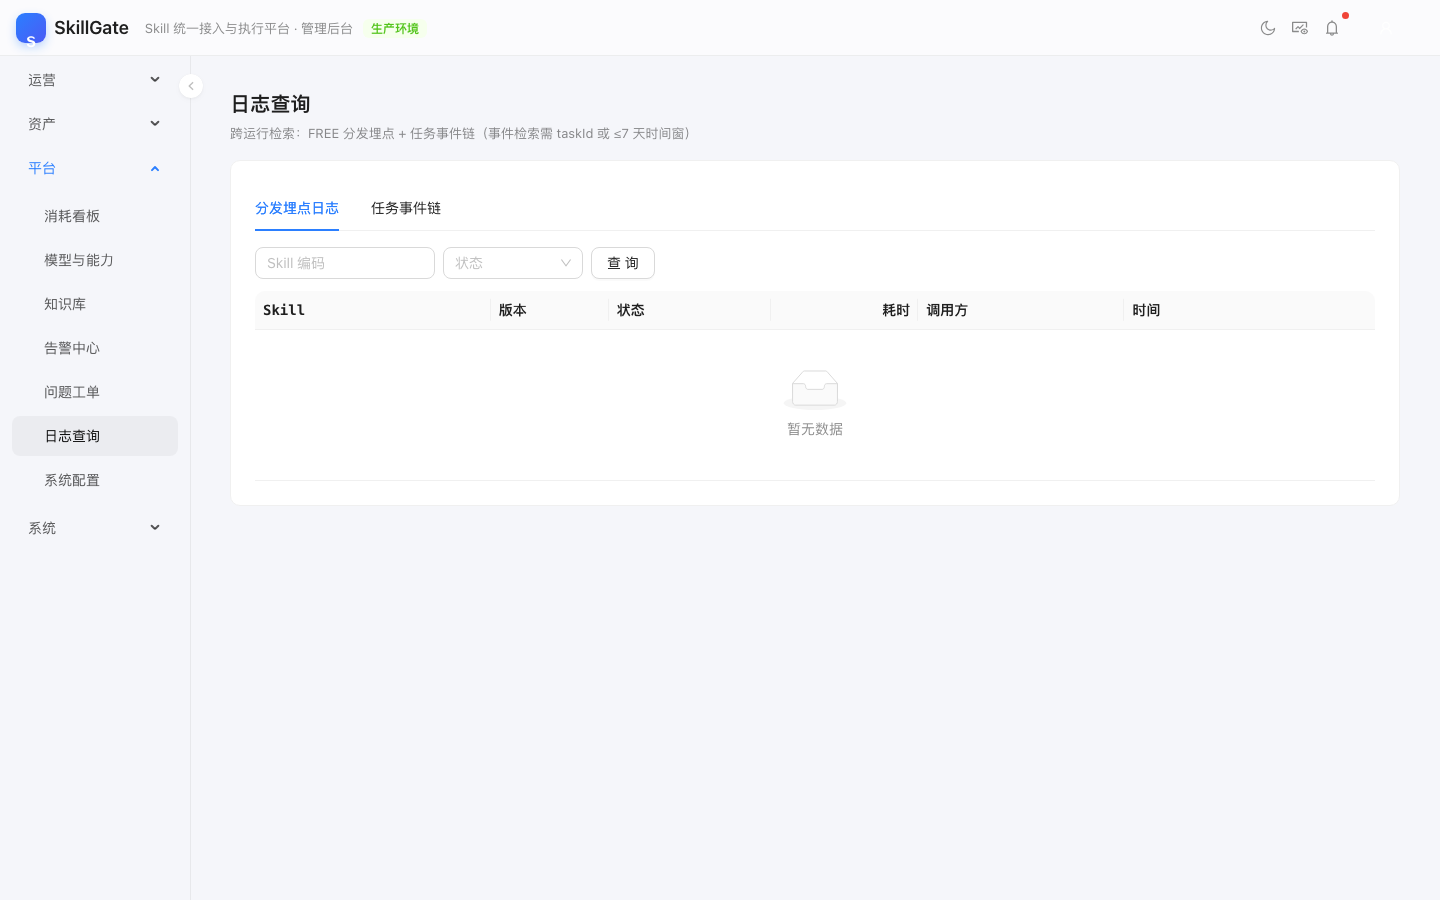 S
SkillGate
Skill 统一接入与执行平台 · 管理后台
生产环境
运营
资产
平台
消耗看板
模型与能力
知识库
告警中心
问题工单
日志查询
系统配置
系统
日志查询
跨运行检索：FREE 分发埋点 + 任务事件链（事件检索需 taskId 或 ≤7 天时间窗）
分发埋点日志 任务事件链
Skill 编码 状态 查 询
Skill 版本 状态 耗时 调用方 时间
暂无数据